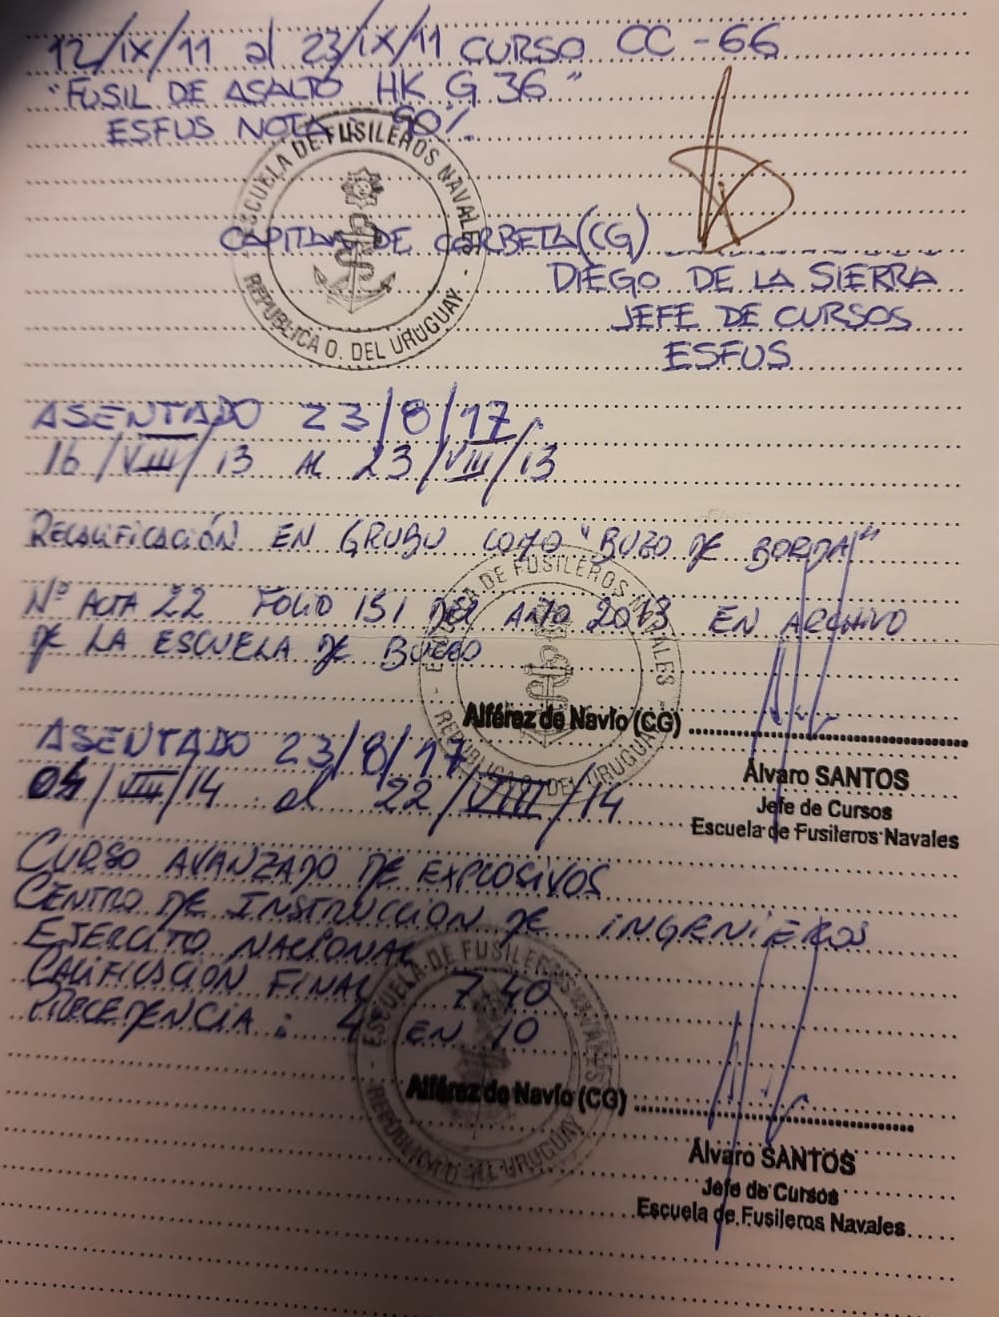 12/IX/11 al 23/IX/11 CURSO CC-66
"FUSIL DE ASALTO HK G 36"
ESFUS NOTA 90%
ESCUELA DE FUSILEROS NAVALES
REPUBLICA O. DEL URUGUAY
CAPITAN DE CORBETA (CG)
DIEGO DE LA SIERRA
JEFE DE CURSOS
ESFUS
ASENTADO 23/8/17.
16/VIII/13 AL 23/VIII/13
RECALIFICACIÓN EN GRUBU COMO "BUZO DE BORDA"
Nº ACTA 22 FOLIO 151 DEL AÑO 2013 EN ARCHIVO
DE LA ESCUELA DE BUCEO
ESCUELA DE FUSILEROS NAVALES
REPUBLICA O. DEL URUGUAY
Alférez de Navío (CG)
Álvaro SANTOS
Jefe de Cursos
Escuela de Fusileros Navales
ASENTADO 23/8/17
04/VIII/14 al 22/VIII/14
CURSO AVANZADO DE EXPLOSIVOS
CENTRO DE INSTRUCCION DE INGENIEROS
EJERCITO NACIONAL
CALIFICACION FINAL 7.40
PRECEDENCIA: 4 EN 10
ESCUELA DE FUSILEROS NAVALES
REPUBLICA O. DEL URUGUAY
Alférez de Navío (CG)
Álvaro SANTOS
Jefe de Cursos
Escuela de Fusileros Navales